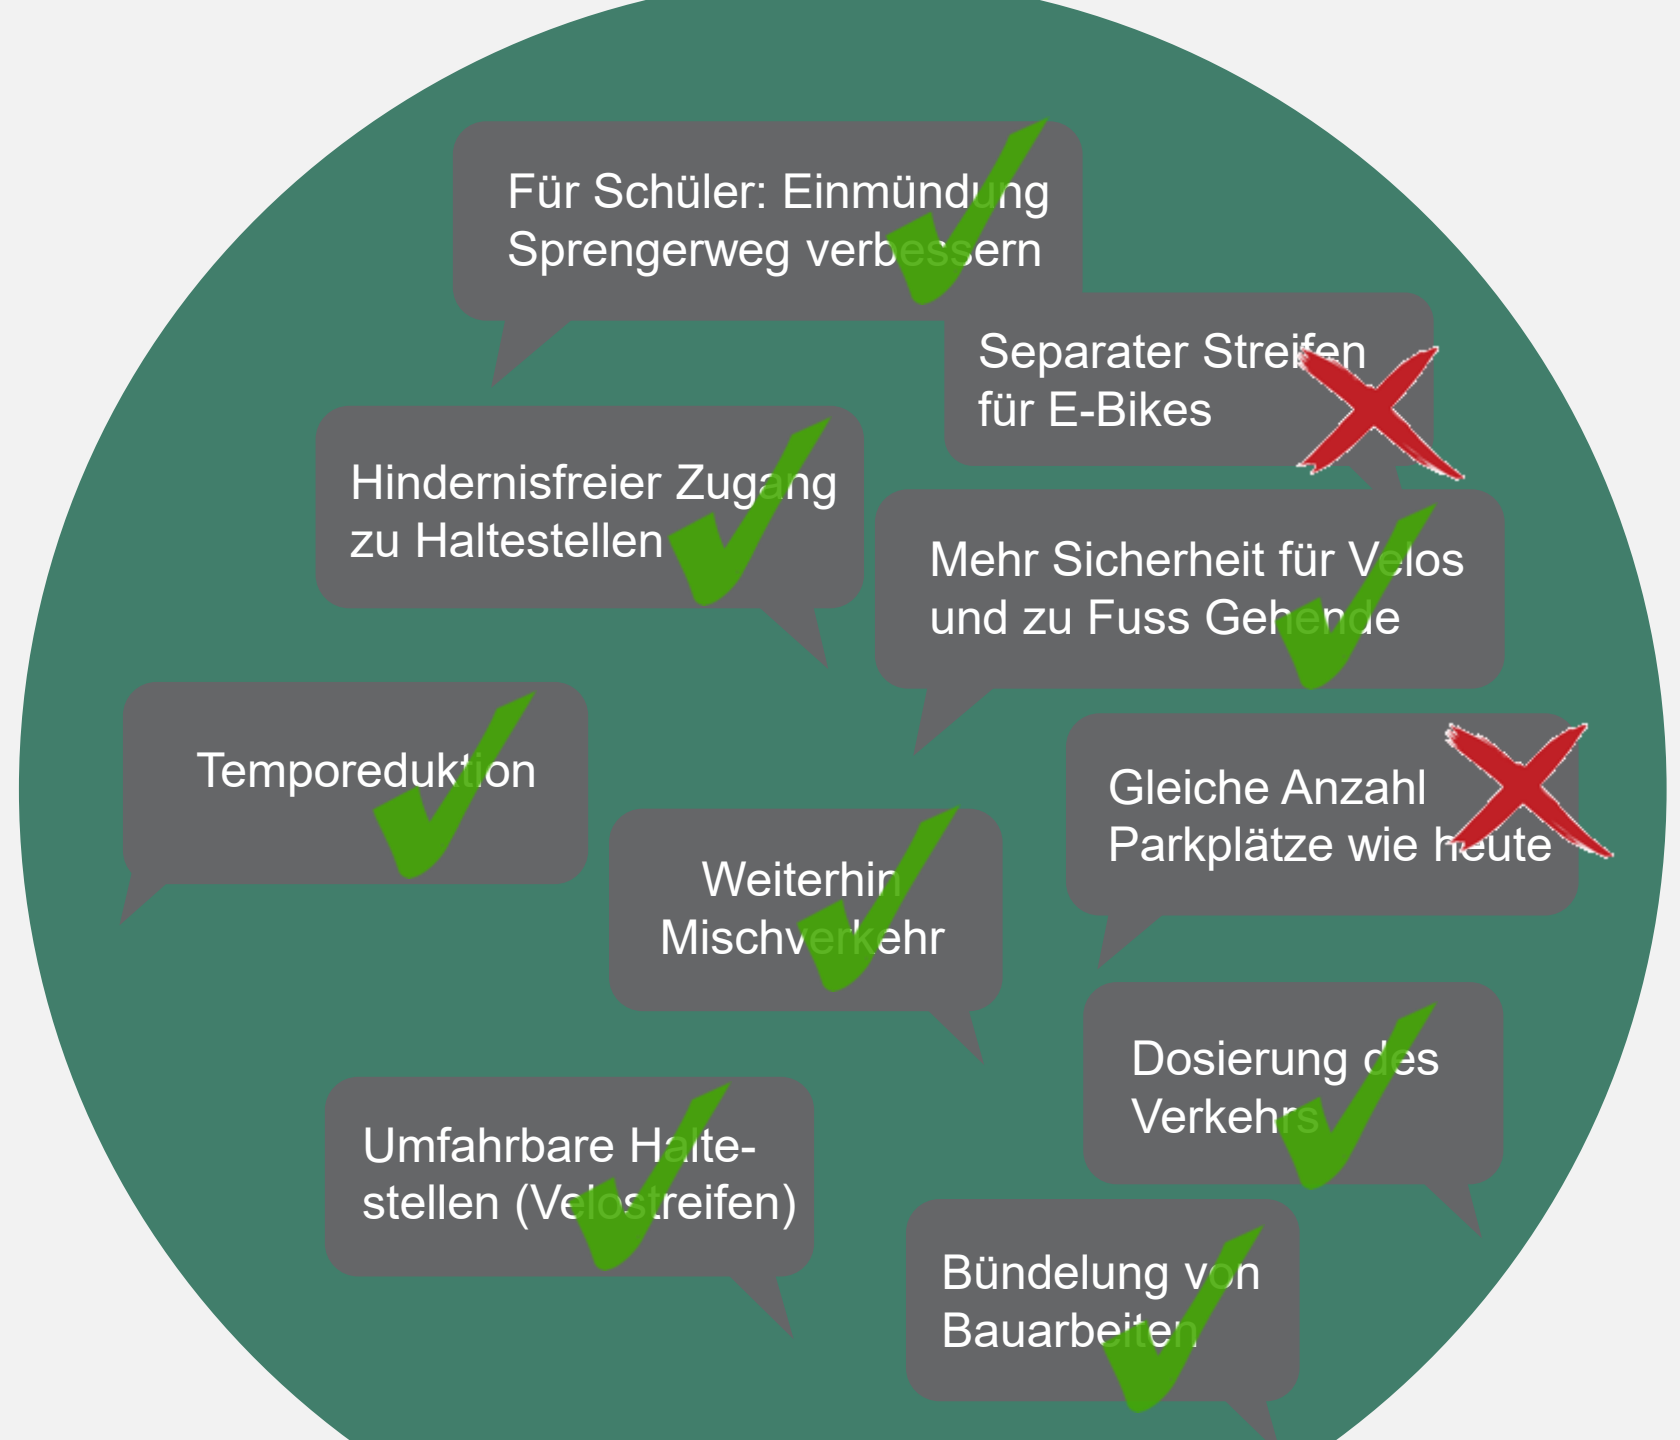 Für Schüler: Einmündung
Sprengerweg verbessern
Separater Streifen
für E-Bikes
Hindernisfreier Zugang
zu Haltestellen
Mehr Sicherheit für Velos
und zu Fuss Gehende
Temporeduktion
Gleiche Anzahl
Parkplätze wie heute
Weiterhin
Mischverkehr
Dosierung des
Verkehrs
Umfahrbare Halte-
stellen (Velostreifen)
Bündelung von
Bauarbeiten